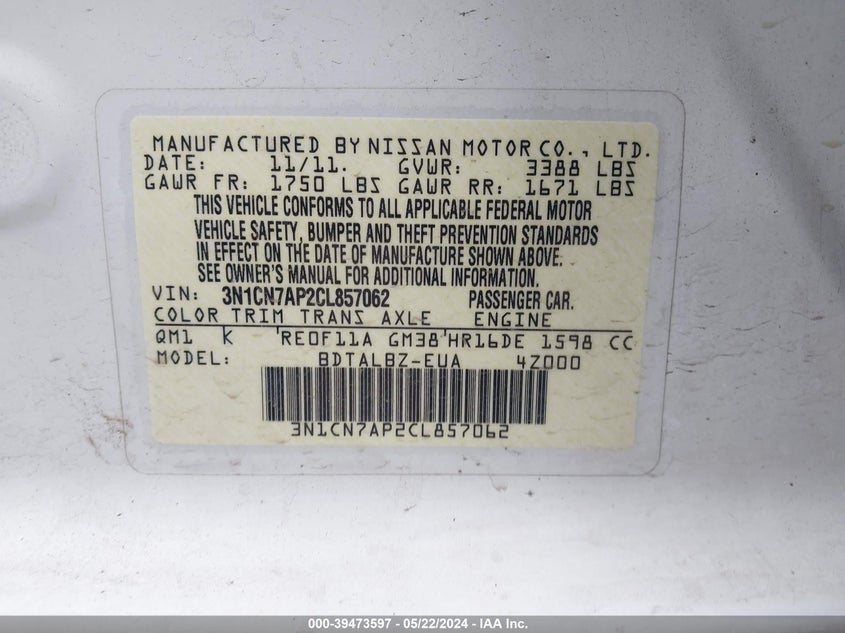 MANUFACTURED BY NISSAN MOTOR CO., LTD.
DATE: 11/11. GVWR: 3388 LBS
GAWR FR: 1750 LBS GAWR RR: 1671 LBS
THIS VEHICLE CONFORMS TO ALL APPLICABLE FEDERAL MOTOR
VEHICLE SAFETY, BUMPER AND THEFT PREVENTION STANDARDS
IN EFFECT ON THE DATE OF MANUFACTURE SHOWN ABOVE.
SEE OWNER'S MANUAL FOR ADDITIONAL INFORMATION.
VIN: 3N1CN7AP2CL857062 PASSENGER CAR.
COLOR TRIM TRANS AXLE ENGINE
QM1 K 'RE0F11A GM38'HR16DE 1598 CC
MODEL: BDTALBZ-EUA 4Z000
3N1CN7AP2CL857062
000-39473597 - 05/22/2024 - IAA Inc.